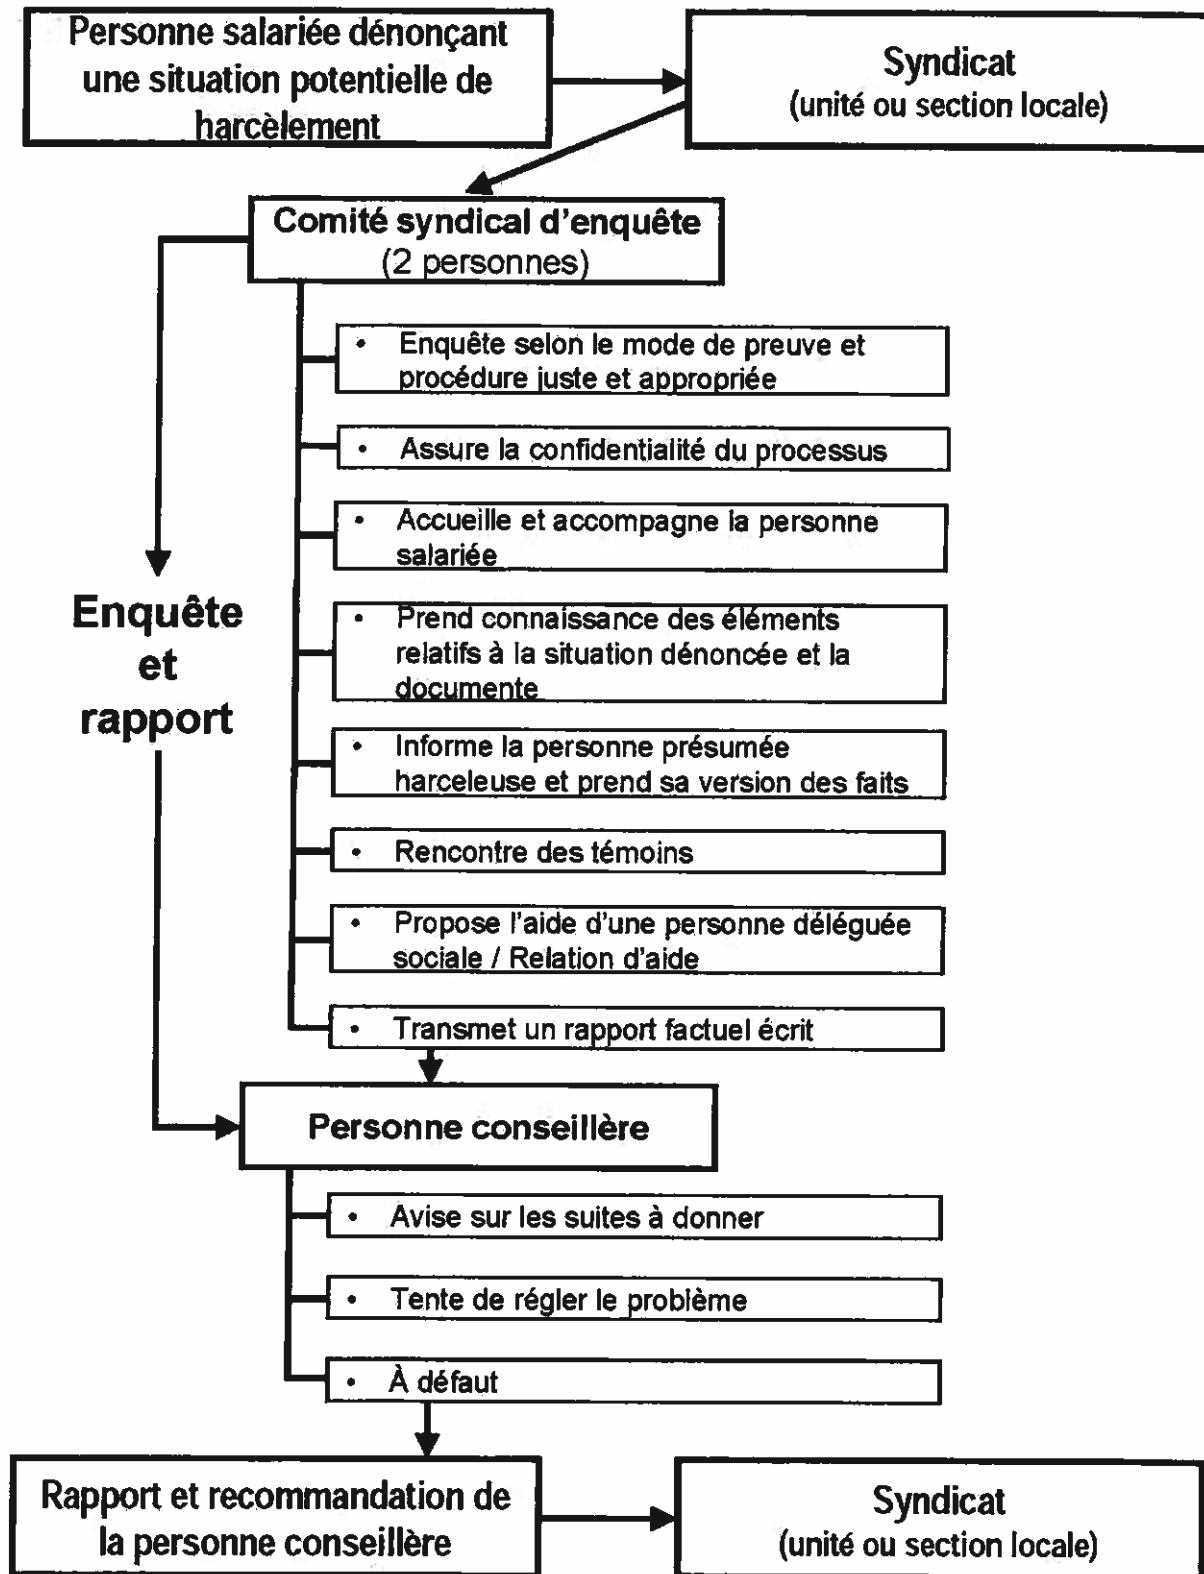 Personne salariée dénonçant
une situation potentielle de
harcèlement
Syndicat
(unité ou section locale)
Comité syndical d'enquête
(2 personnes)
• Enquête selon le mode de preuve et
procédure juste et appropriée
• Assure la confidentialité du processus
• Accueille et accompagne la personne
salariée
Enquête
et
rapport
• Prend connaissance des éléments
relatifs à la situation dénoncée et la
documente
• Informe la personne présumée
harceleuse et prend sa version des faits
• Rencontre des témoins
• Propose l'aide d'une personne déléguée
sociale / Relation d'aide
• Transmet un rapport factuel écrit
Personne conseillère
• Avise sur les suites à donner
• Tente de régler le problème
• À défaut
Rapport et recommandation de
la personne conseillère
Syndicat
(unité ou section locale)